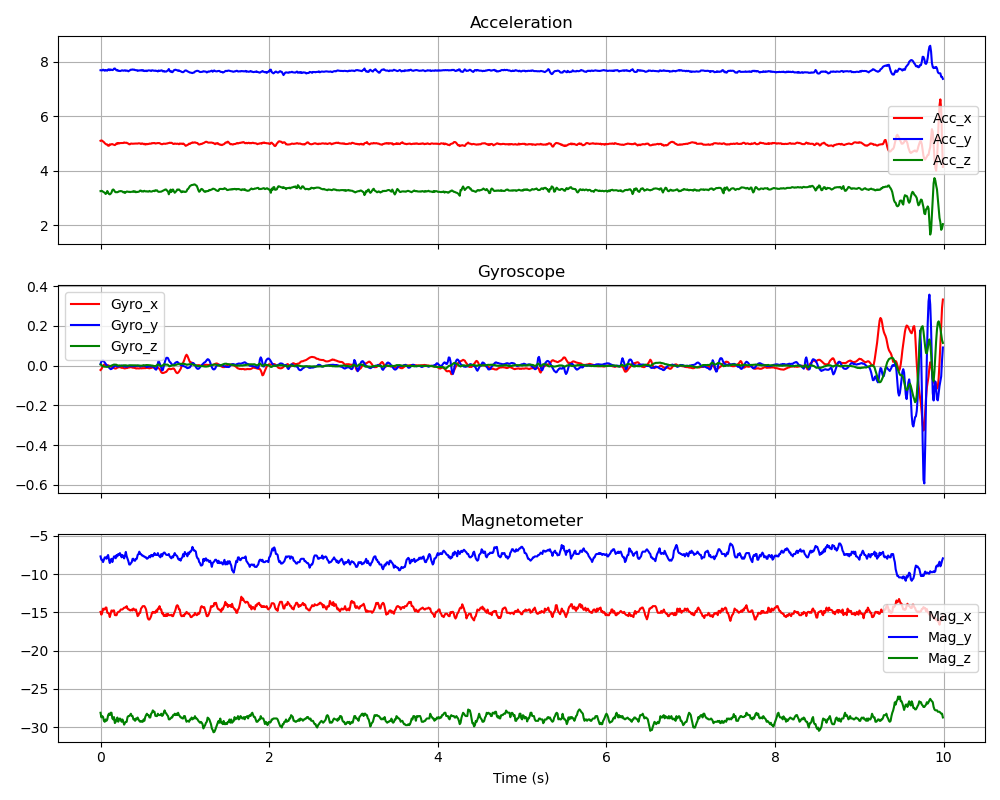 Acceleration
8
6
4
2
Acc_x
Acc_y
Acc_z
Gyroscope
0.4
0.2
0.0
−0.2
−0.4
−0.6
Gyro_x
Gyro_y
Gyro_z
Magnetometer
−5
−10
−15
−20
−25
−30
Mag_x
Mag_y
Mag_z
0 2 4 6 8 10
Time (s)